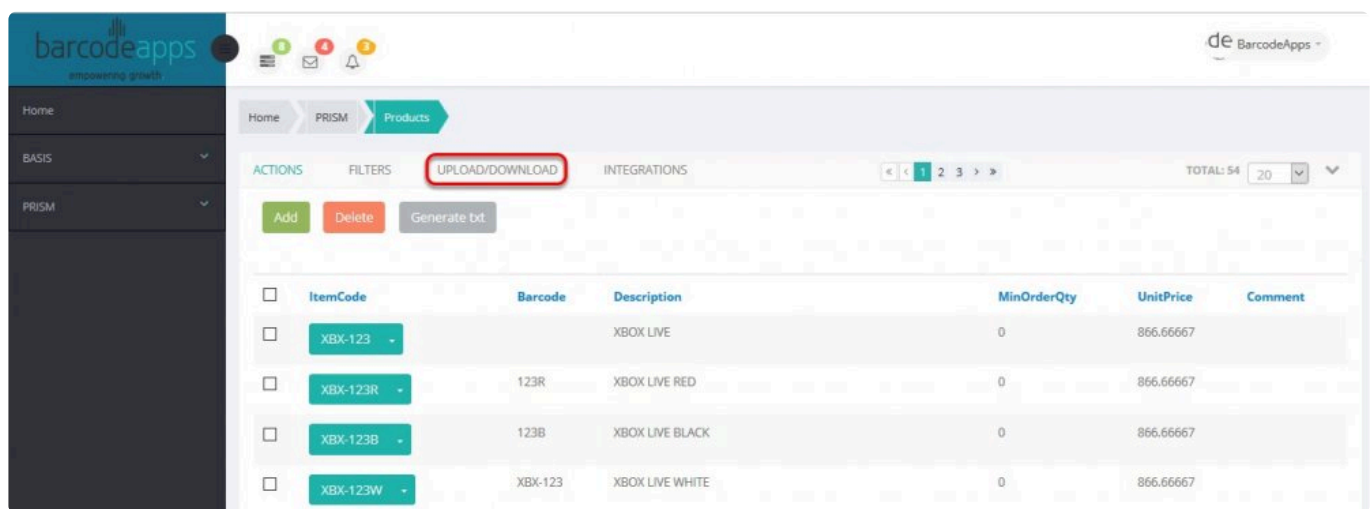 barcodeapps
empowering growth
8 4 3
de BarcodeApps
Home
BASIS
PRISM
Home PRISM Products
ACTIONS FILTERS UPLOAD/DOWNLOAD INTEGRATIONS « < 1 2 3 > » TOTAL: 54 20
Add Delete Generate txt
ItemCode Barcode Description MinOrderQty UnitPrice Comment
XBX-123 XBOX LIVE 0 866.66667
XBX-123R 123R XBOX LIVE RED 0 866.66667
XBX-123B 123B XBOX LIVE BLACK 0 866.66667
XBX-123W XBX-123 XBOX LIVE WHITE 0 866.66667